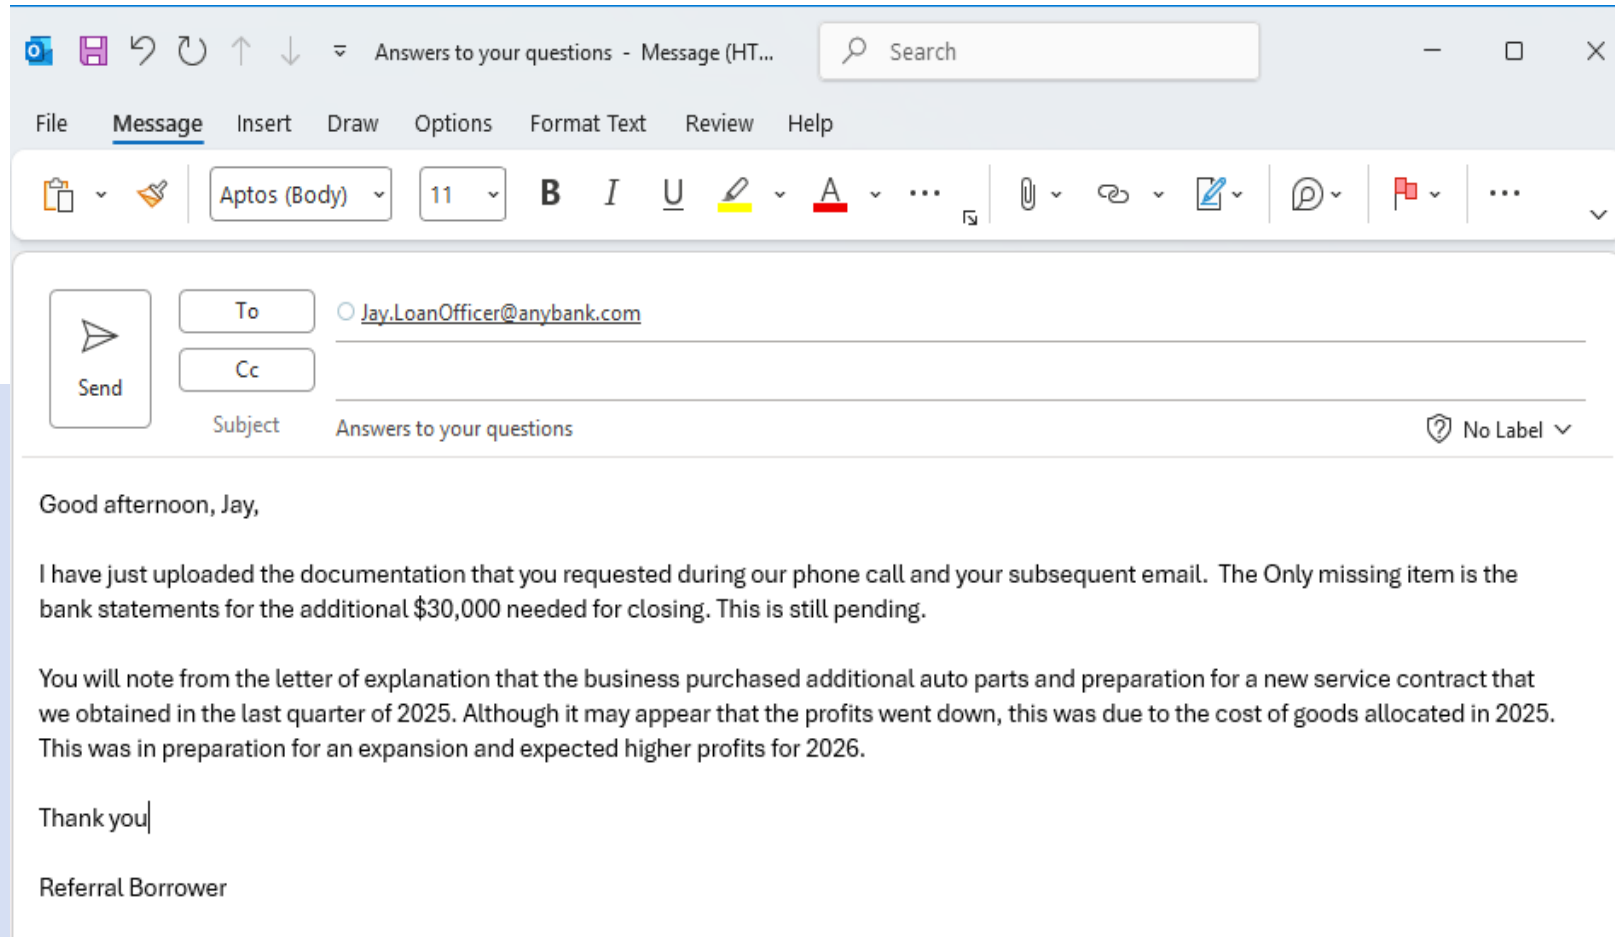 Answers to your questions - Message (HT...
Search
File Message Insert Draw Options Format Text Review Help
Aptos (Body) 11 B I U A
To Jay.LoanOfficer@anybank.com
Cc
Send
Subject Answers to your questions No Label
Good afternoon, Jay,
I have just uploaded the documentation that you requested during our phone call and your subsequent email.  The Only missing item is the
bank statements for the additional $30,000 needed for closing. This is still pending.
You will note from the letter of explanation that the business purchased additional auto parts and preparation for a new service contract that
we obtained in the last quarter of 2025. Although it may appear that the profits went down, this was due to the cost of goods allocated in 2025.
This was in preparation for an expansion and expected higher profits for 2026.
Thank you
Referral Borrower